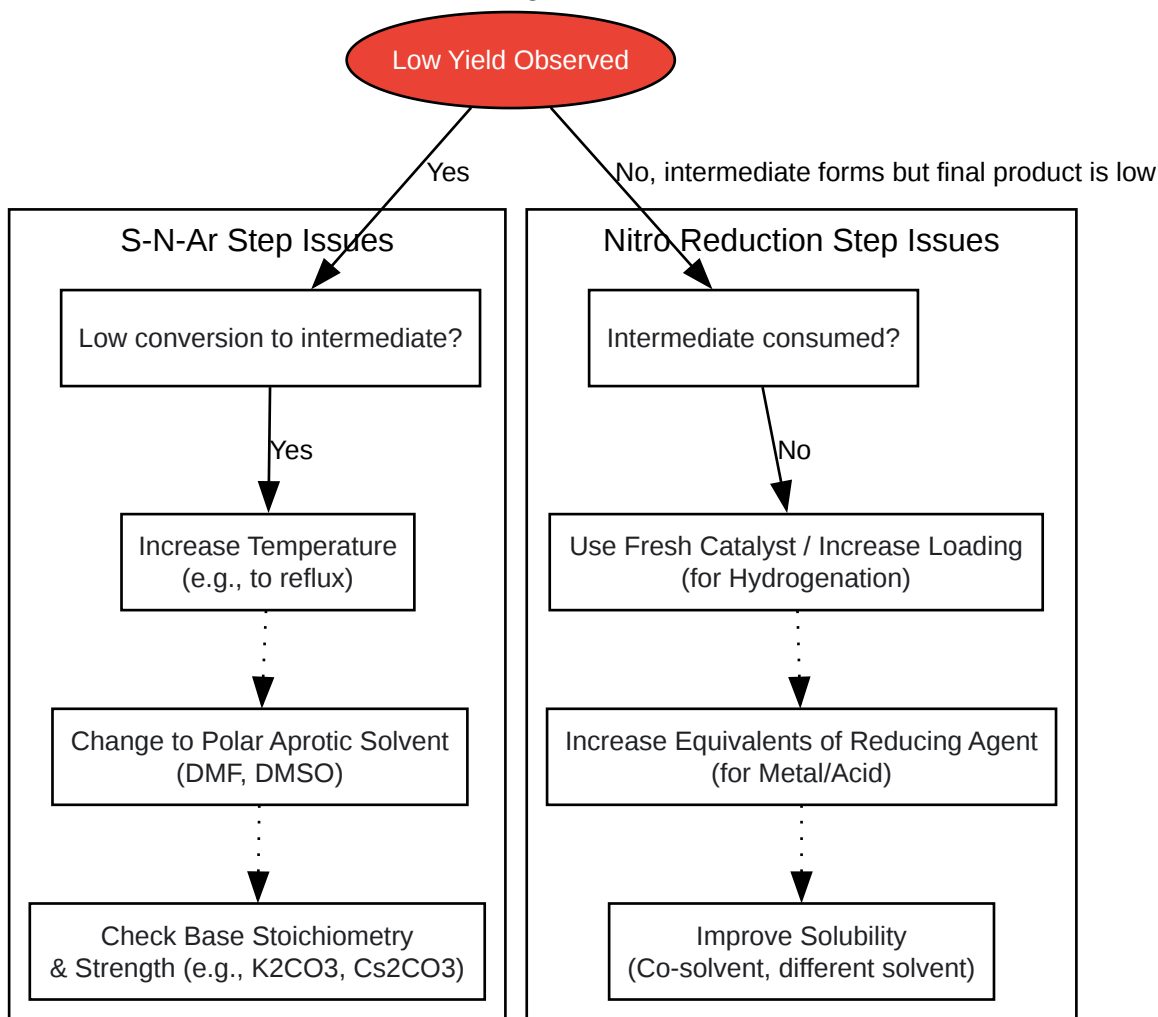 Low Yield Observed
Yes
No, intermediate forms but final product is low
S-N-Ar Step Issues
Nitro Reduction Step Issues
Low conversion to intermediate?
Intermediate consumed?
Yes
No
Increase Temperature
(e.g., to reflux)
Use Fresh Catalyst / Increase Loading
(for Hydrogenation)
Change to Polar Aprotic Solvent
(DMF, DMSO)
Increase Equivalents of Reducing Agent
(for Metal/Acid)
Check Base Stoichiometry
& Strength (e.g., K2CO3, Cs2CO3)
Improve Solubility
(Co-solvent, different solvent)